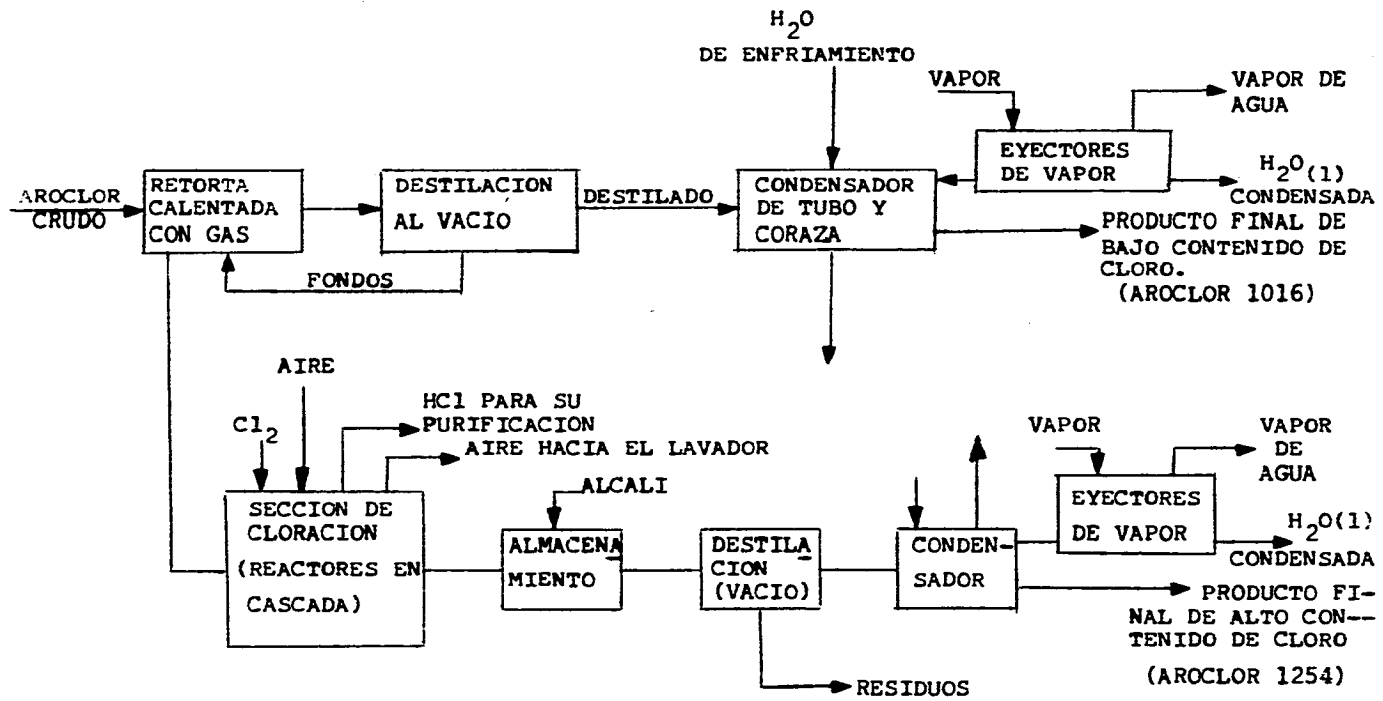 H2O
DE ENFRIAMIENTO
VAPOR
VAPOR DE
AGUA
EYECTORES
DE VAPOR
H2O(1)
CONDENSADA
AROCLOR
CRUDO
RETORTA
CALENTADA
CON GAS
DESTILACION
AL VACIO
DESTILADO
CONDENSADOR
DE TUBO Y
CORAZA
PRODUCTO FINAL DE
BAJO CONTENIDO DE
CLORO.
(AROCLOR 1016)
FONDOS
AIRE
Cl2
HCl PARA SU
PURIFICACION
AIRE HACIA EL LAVADOR
SECCION DE
CLORACION
(REACTORES EN
CASCADA)
ALCALI
ALMACENA
MIENTO
DESTILA
CION
(VACIO)
CONDEN-
SADOR
VAPOR
VAPOR
DE
AGUA
EYECTORES
DE VAPOR
H2O(1)
CONDENSADA
PRODUCTO FI-
NAL DE ALTO CON--
TENIDO DE CLORO
(AROCLOR 1254)
RESIDUOS